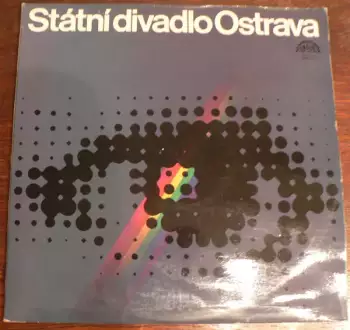 Státní divadlo Ostrava